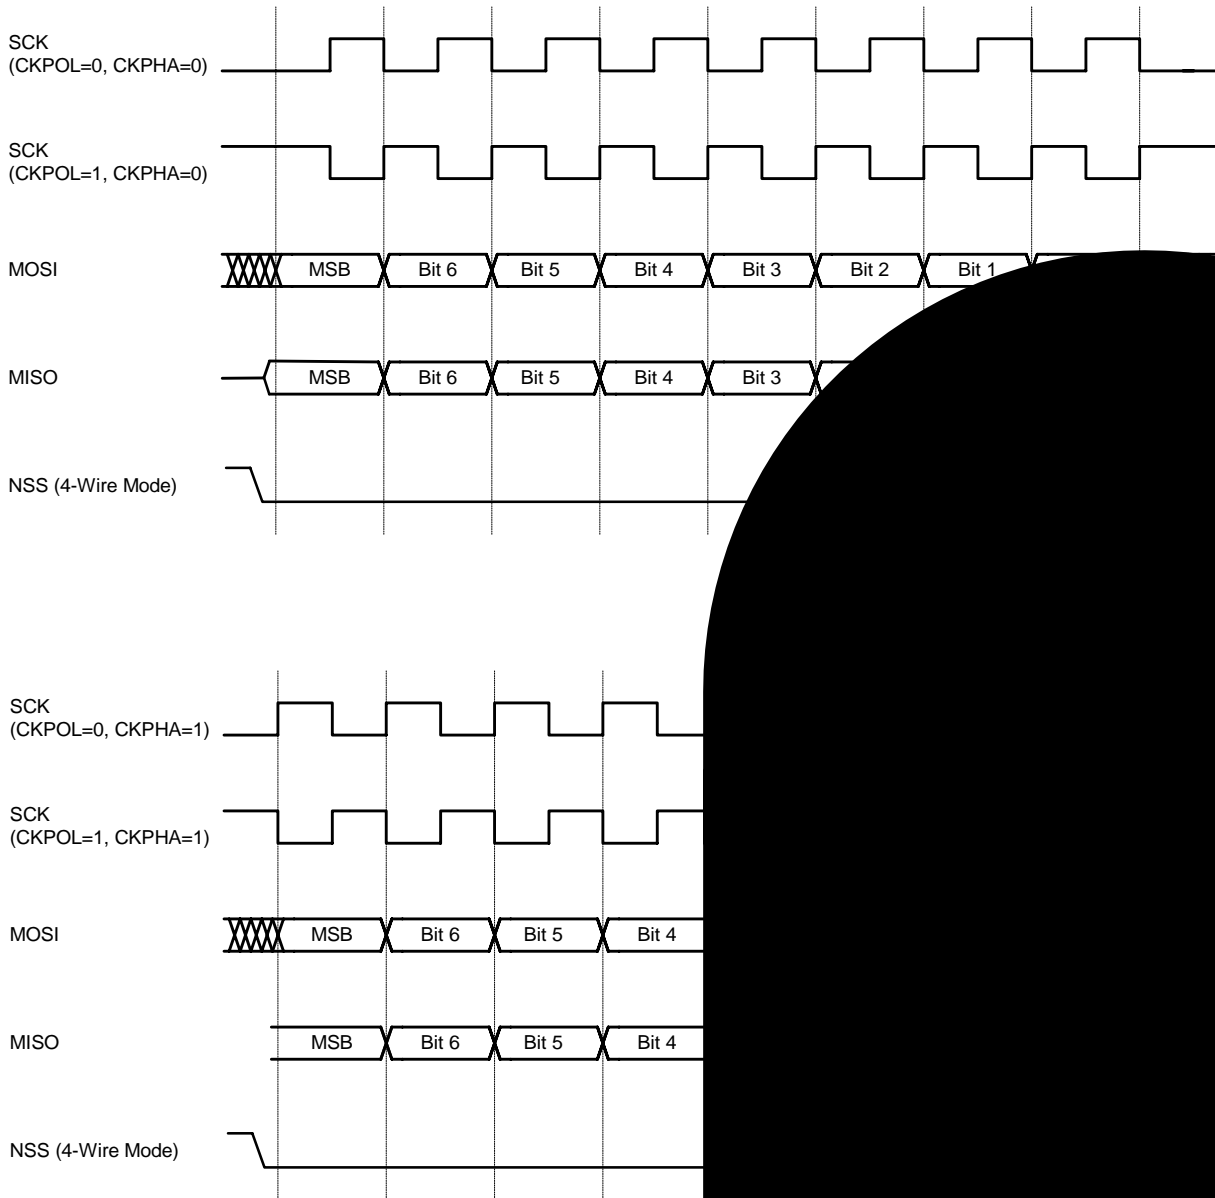 SCK
(CKPOL=0, CKPHA=0)
SCK
(CKPOL=1, CKPHA=0)
MOSI MSB Bit 6 Bit 5 Bit 4 Bit 3 Bit 2 Bit 1
MISO MSB Bit 6 Bit 5 Bit 4 Bit 3
NSS (4-Wire Mode)
SCK
(CKPOL=0, CKPHA=1)
SCK
(CKPOL=1, CKPHA=1)
MOSI MSB Bit 6 Bit 5 Bit 4
MISO MSB Bit 6 Bit 5 Bit 4
NSS (4-Wire Mode)